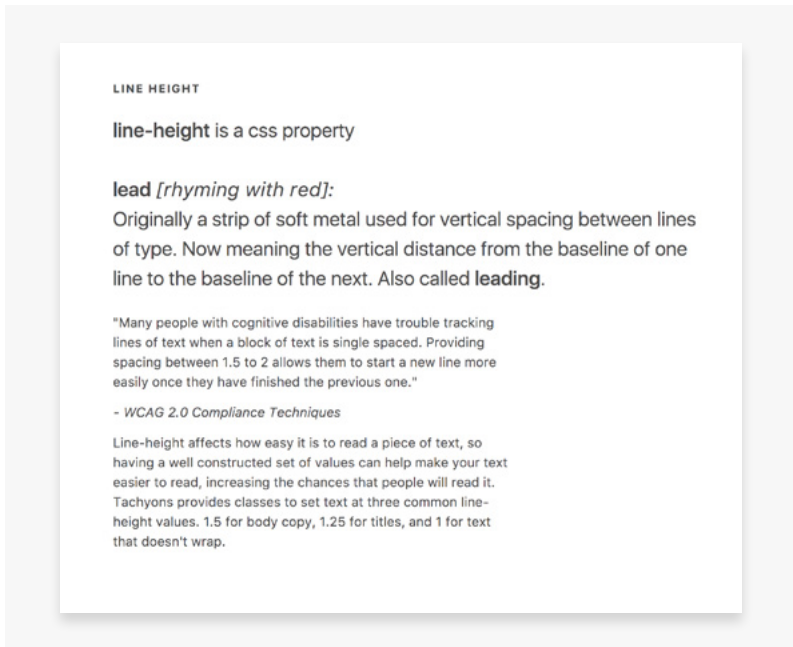 LINE HEIGHT
line-height is a css property
lead [rhyming with red]:
Originally a strip of soft metal used for vertical spacing between lines
of type. Now meaning the vertical distance from the baseline of one
line to the baseline of the next. Also called leading.
"Many people with cognitive disabilities have trouble tracking
lines of text when a block of text is single spaced. Providing
spacing between 1.5 to 2 allows them to start a new line more
easily once they have finished the previous one."
- WCAG 2.0 Compliance Techniques
Line-height affects how easy it is to read a piece of text, so
having a well constructed set of values can help make your text
easier to read, increasing the chances that people will read it.
Tachyons provides classes to set text at three common line-
height values. 1.5 for body copy, 1.25 for titles, and 1 for text
that doesn't wrap.